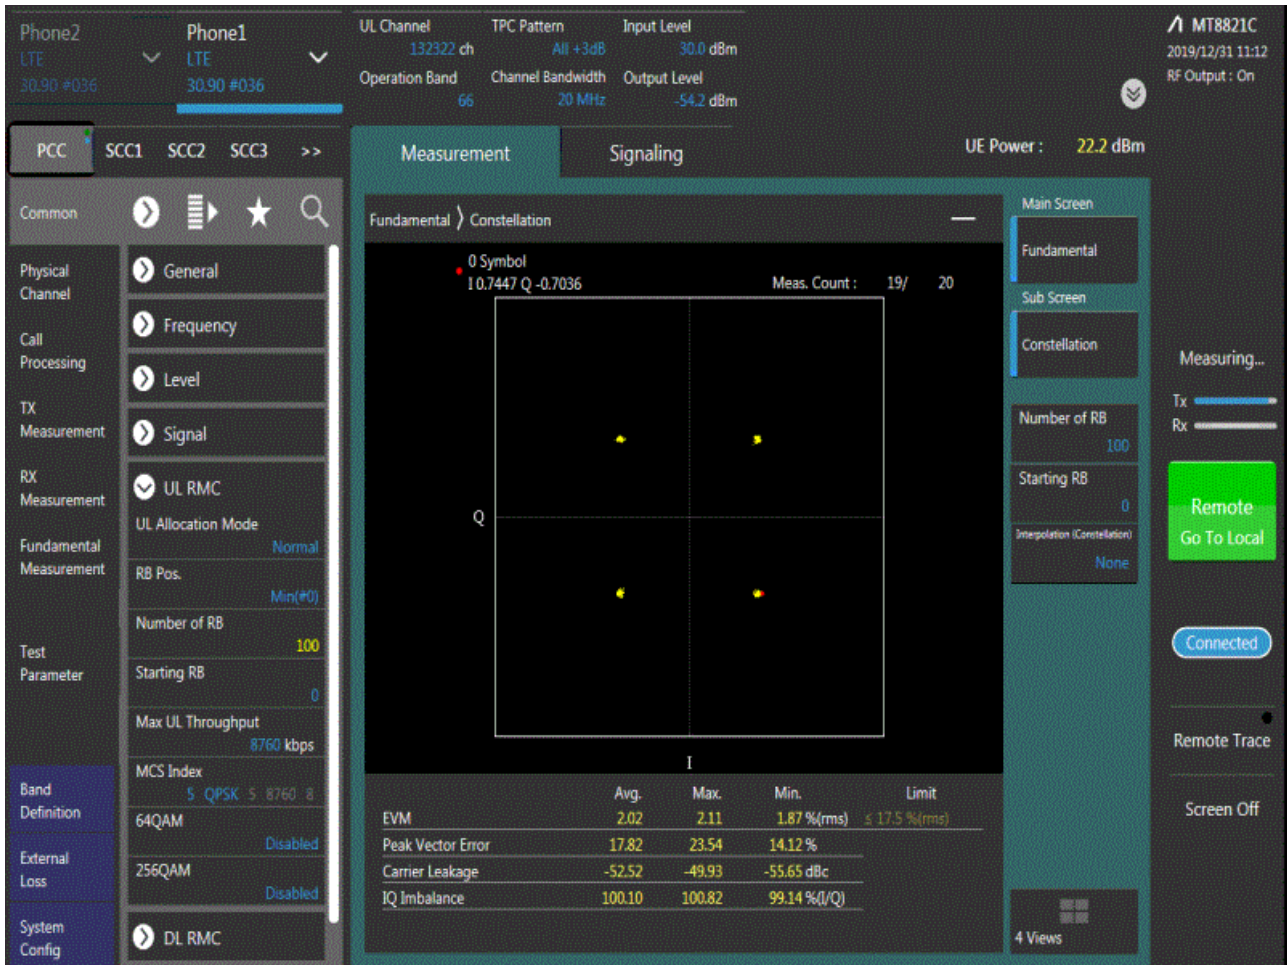 Phone2
LTE
30.90 #036
Phone1
LTE
30.90 #036
UL Channel
132322 ch
TPC Pattern
All +3dB
Input Level
30.0 dBm
Operation Band
66
Channel Bandwidth
20 MHz
Output Level
-54.2 dBm
MT8821C
2019/12/31 11:12
RF Output : On
PCC SCC1 SCC2 SCC3 >>
Measurement
Signaling
UE Power : 22.2 dBm
Common
Physical
Channel
Call
Processing
TX
Measurement
RX
Measurement
Fundamental
Measurement
Test
Parameter
Band
Definition
External
Loss
System
Config
General
Frequency
Level
Signal
UL RMC
UL Allocation Mode
Normal
RB Pos.
Min(#0)
Number of RB
100
Starting RB
0
Max UL Throughput
8760 kbps
MCS Index
5 QPSK 5 8760 8
64QAM
Disabled
256QAM
Disabled
DL RMC
Fundamental 〉 Constellation
0 Symbol
I 0.7447 Q -0.7036
Meas. Count : 19/ 20
Q
I
Avg. Max. Min. Limit
EVM 2.02 2.11 1.87 %(rms) ≤ 17.5 %(rms)
Peak Vector Error 17.82 23.54 14.12 %
Carrier Leakage -52.52 -49.93 -55.65 dBc
IQ Imbalance 100.10 100.82 99.14 %(I/Q)
Main Screen
Fundamental
Sub Screen
Constellation
Number of RB
100
Starting RB
0
Interpolation (Constellation)
None
4 Views
Measuring...
Tx
Rx
Remote
Go To Local
Connected
Remote Trace
Screen Off